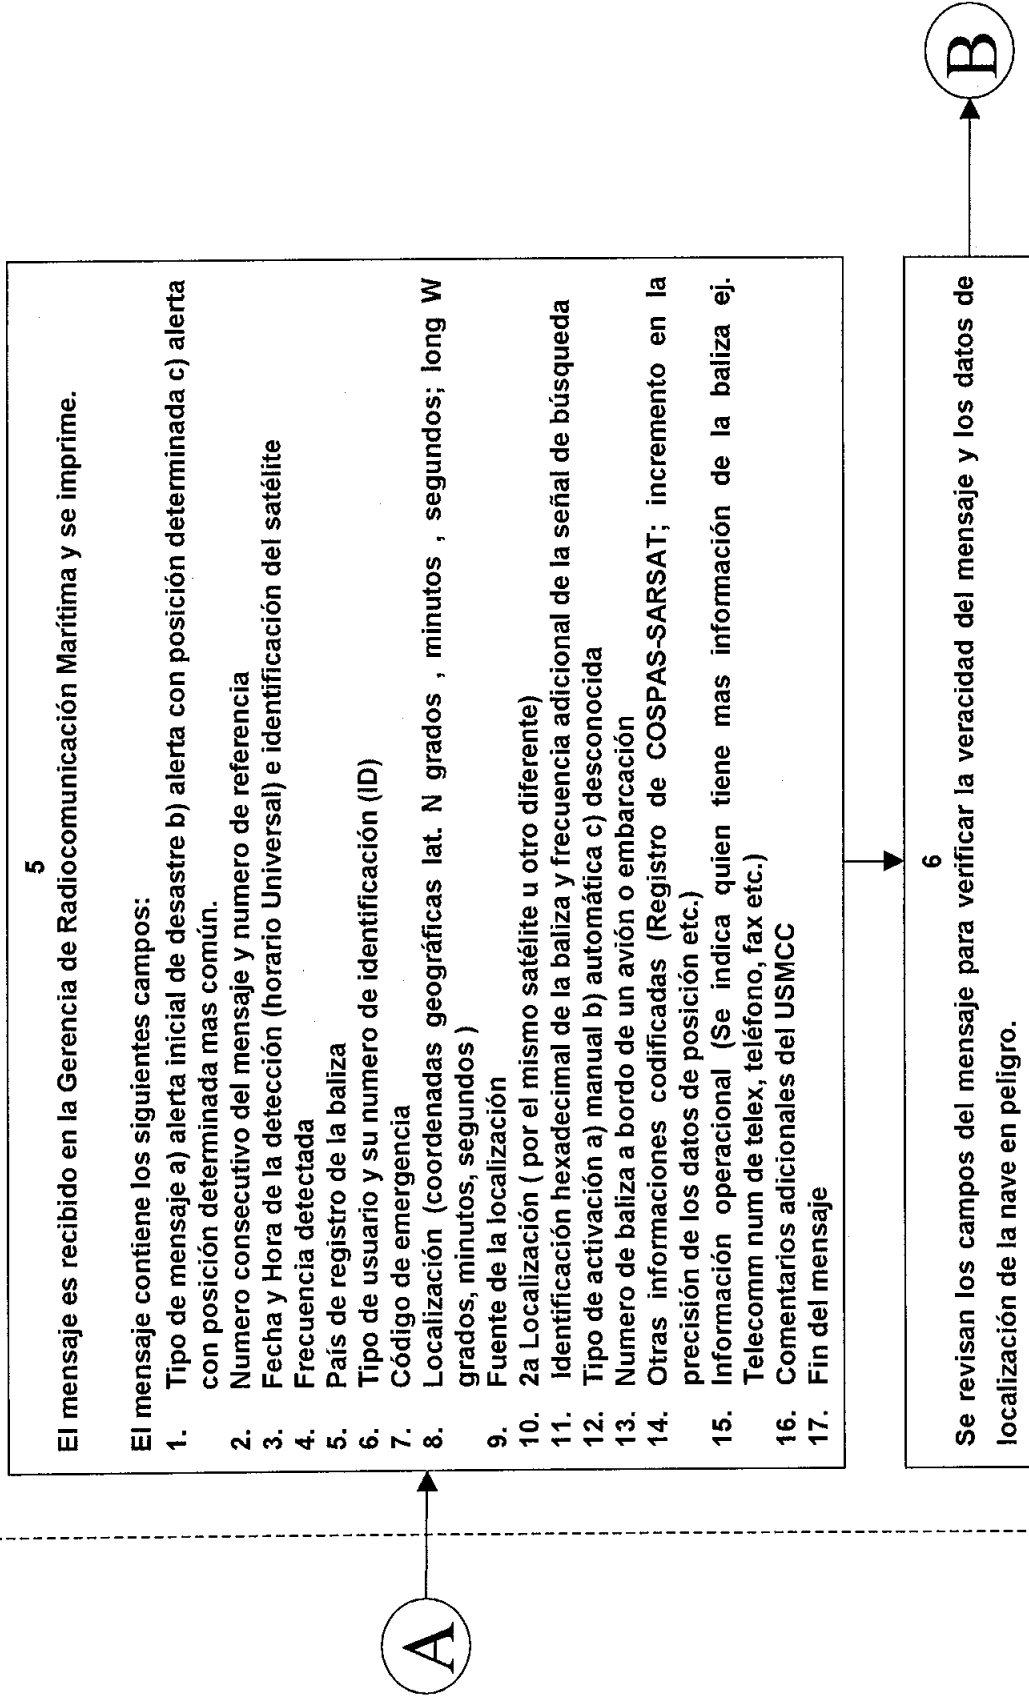 A
5
El mensaje es recibido en la Gerencia de Radiocomunicación Marítima y se imprime.
El mensaje contiene los siguientes campos:
1. Tipo de mensaje a) alerta inicial de desastre b) alerta con posición determinada c) alerta
con posición determinada mas común.
2. Numero consecutivo del mensaje y numero de referencia
3. Fecha y Hora de la detección (horario Universal) e identificación del satélite
4. Frecuencia detectada
5. País de registro de la baliza
6. Tipo de usuario y su numero de identificación (ID)
7. Código de emergencia
8. Localización (coordenadas geográficas lat. N grados , minutos , segundos; long W
grados, minutos, segundos )
9. Fuente de la localización
10. 2a Localización ( por el mismo satélite u otro diferente)
11. Identificación hexadecimal de la baliza y frecuencia adicional de la señal de búsqueda
12. Tipo de activación a) manual b) automática c) desconocida
13. Numero de baliza a bordo de un avión o embarcación
14. Otras informaciones codificadas (Registro de COSPAS-SARSAT; incremento en la
precisión de los datos de posición etc.)
15. Información operacional (Se indica quien tiene mas información de la baliza ej.
Telecomm num de telex, teléfono, fax etc.)
16. Comentarios adicionales del USMCC
17. Fin del mensaje
6
Se revisan los campos del mensaje para verificar la veracidad del mensaje y los datos de
localización de la nave en peligro.
B